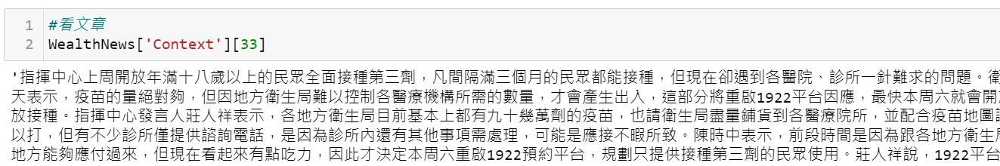 1 #看文章
2 WealthNews['Context'][33]
'指揮中心上周開放年滿十八歲以上的民眾全面接種第三劑，凡間隔滿三個月的民眾都能接種，但現在卻遇到各醫院、診所一針難求的問題。衛
天表示，疫苗的量絕對夠，但因地方衛生局難以控制各醫療機構所需的數量，才會產生出入，這部分將重啟1922平台因應，最快本周六就會開
放接種。指揮中心發言人莊人祥表示，各地方衛生局目前基本上都有九十幾萬劑的疫苗，也請衛生局盡量鋪貨到各醫療院所，並配合疫苗地圖
以打，但有不少診所僅提供諮詢電話，是因為診所內還有其他事項需處理，可能是應接不暇所致。陳時中表示，前段時間是因為跟各地方衛生
地方能夠應付過來，但現在看起來有點吃力，因此才決定本周六重啟1922預約平台，規劃只提供接種第三劑的民眾使用。莊人祥說，1922平台